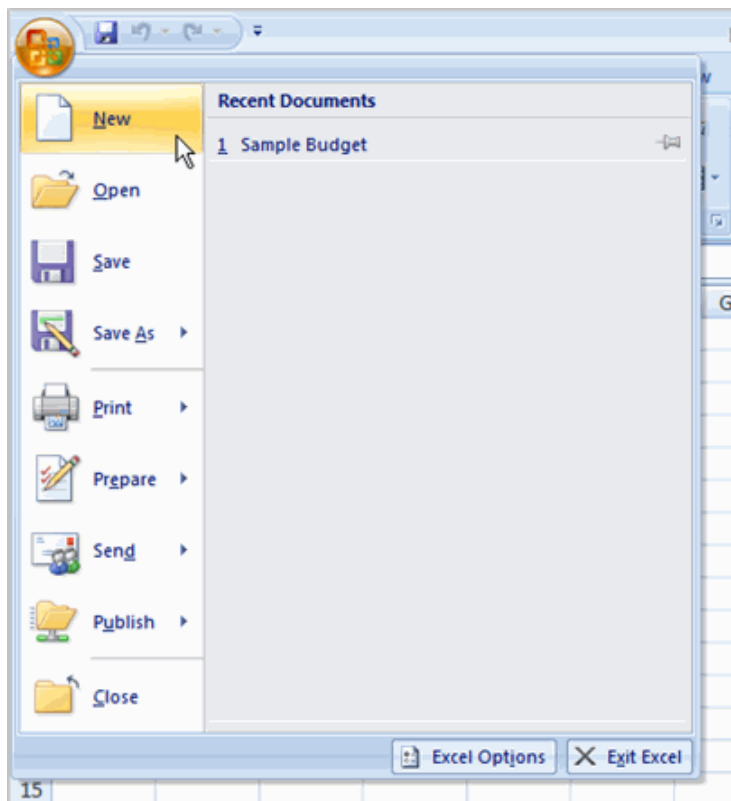 New
Open
Save
Save As
Print
Prepare
Send
Publish
Close
Recent Documents
1 Sample Budget
Excel Options
Exit Excel
G
15